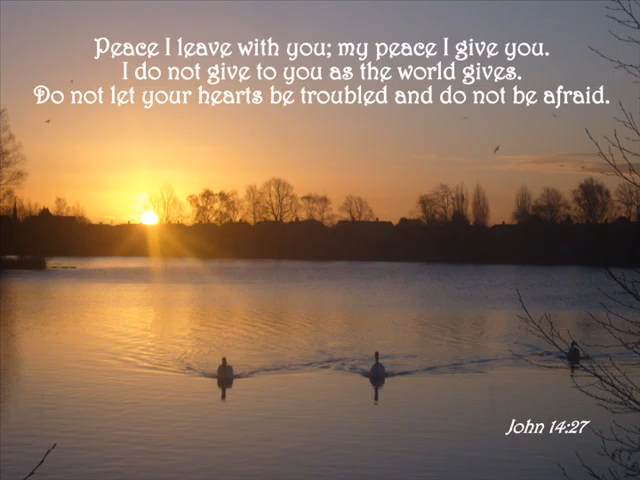 Peace I leave with you; my peace I give you.
I do not give to you as the world gives.
Do not let your hearts be troubled and do not be afraid.
John 14:27